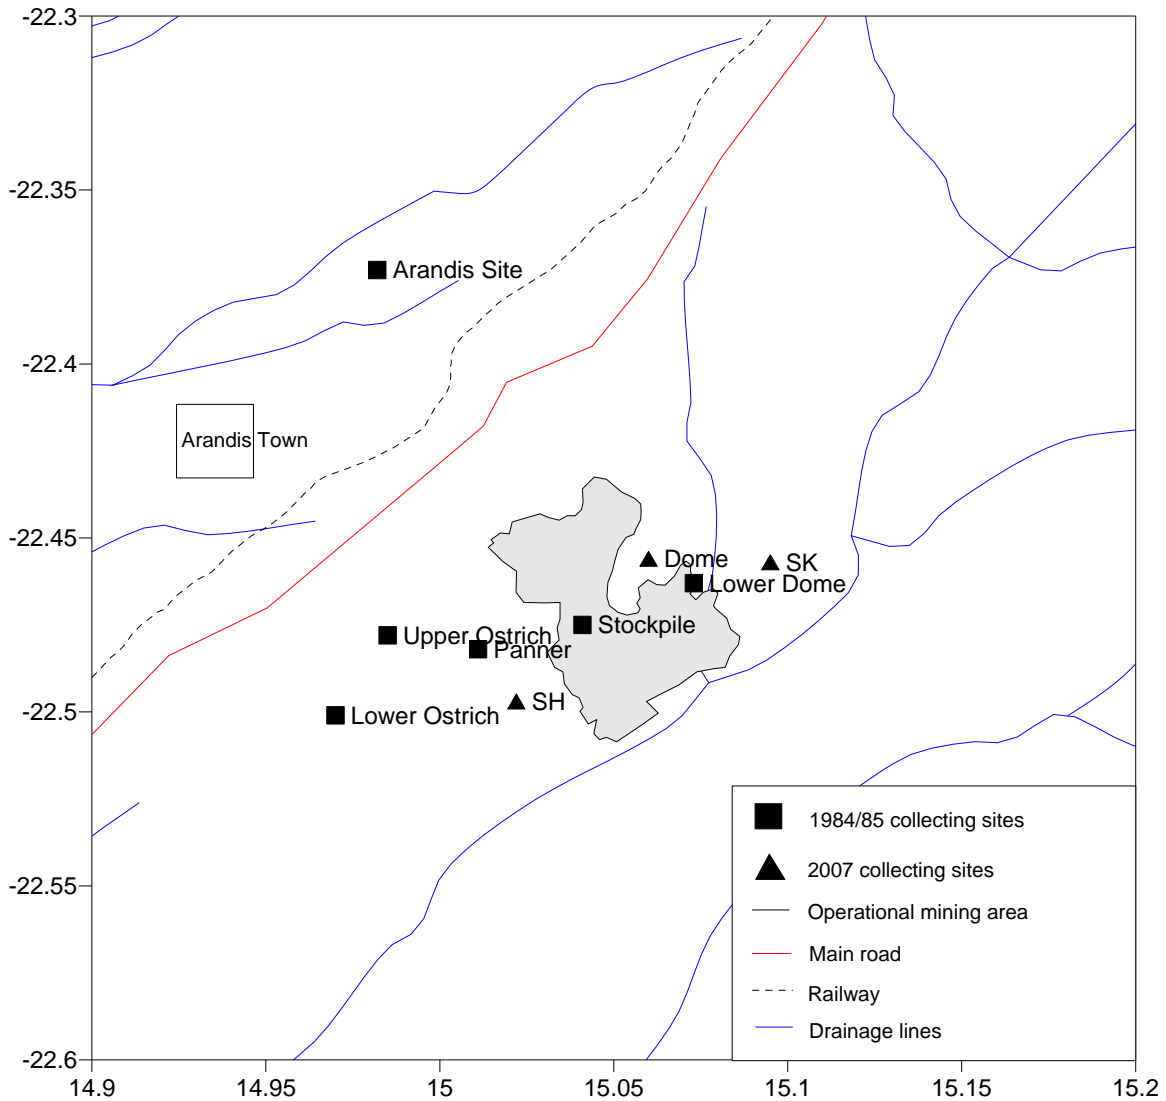 -22.3
-22.35
Arandis Site
-22.4
Arandis Town
-22.45
Dome
SK
Lower Dome
Stockpile
Upper Ostrich
Panner
SH
-22.5
Lower Ostrich
1984/85 collecting sites
2007 collecting sites
-22.55
Operational mining area
Main road
Railway
Drainage lines
-22.6
14.9
14.95
15
15.05
15.1
15.15
15.2